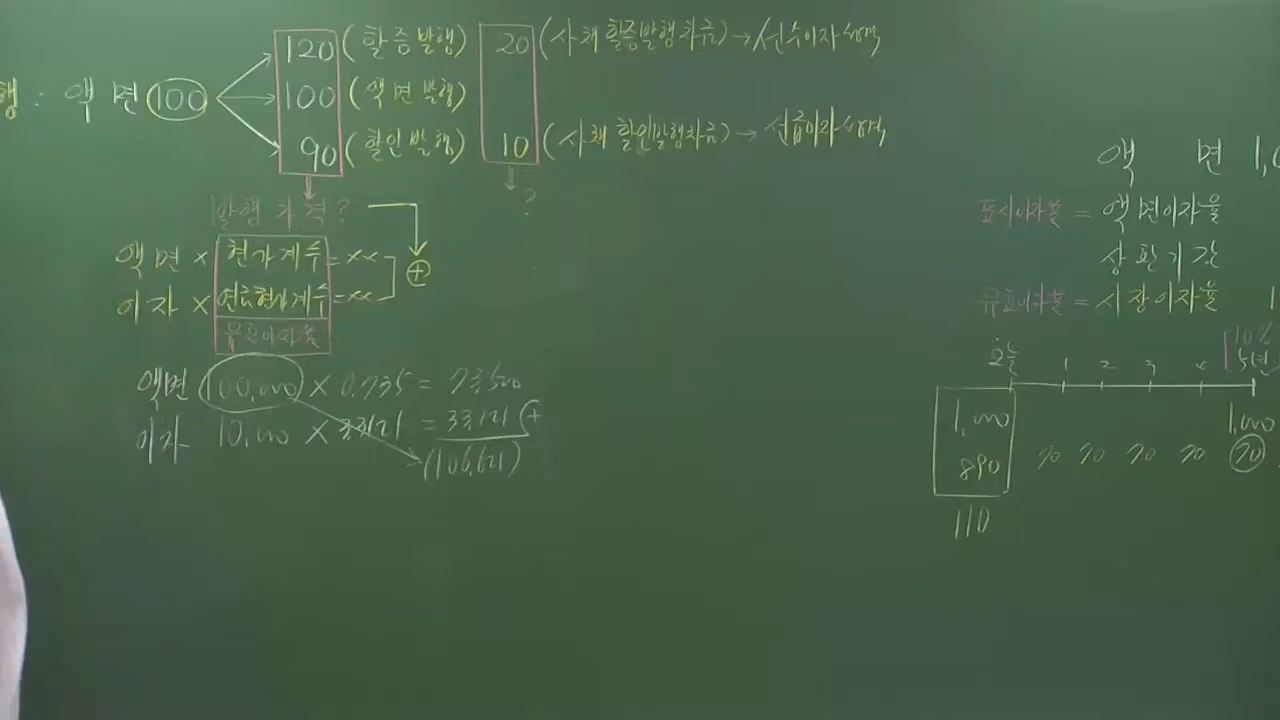 행 : 액 면 100
120 (할증발행) 20 (사채할증발행차금) → 선수이자성격
100 (액면발행)
90 (할인발행) 10 (사채할인발행차금) → 선급이자성격
?
발행가격?
액면 × 현가계수 = ××
이자 × 연금현가계수 = ××
⊕
유효이자율
액면 100,000 × 0.735 = 73500
이자 10,000 × 3.3121 = 33121 ⊕
(106,621)
액 면 1,0
표시이자율 = 액면이자율
상환기간
유효이자율 = 시장이자율 1
10%
오늘 1 2 3 4 5년
1,000 1,000
890 70 70 70 70 70
110